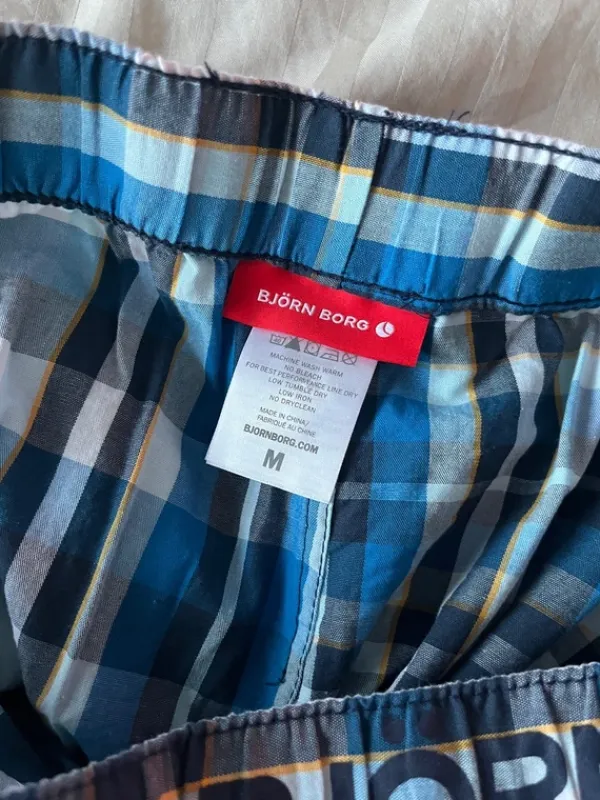 BJÖRN BORG
MACHINE WASH WARM
NO BLEACH
FOR BEST PERFORMANCE LINE DRY
LOW TUMBLE DRY
LOW IRON
NO DRYCLEAN
MADE IN CHINA/
FABRIQUÉ AU CHINE
BJORNBORG.COM
M
BJÖRN